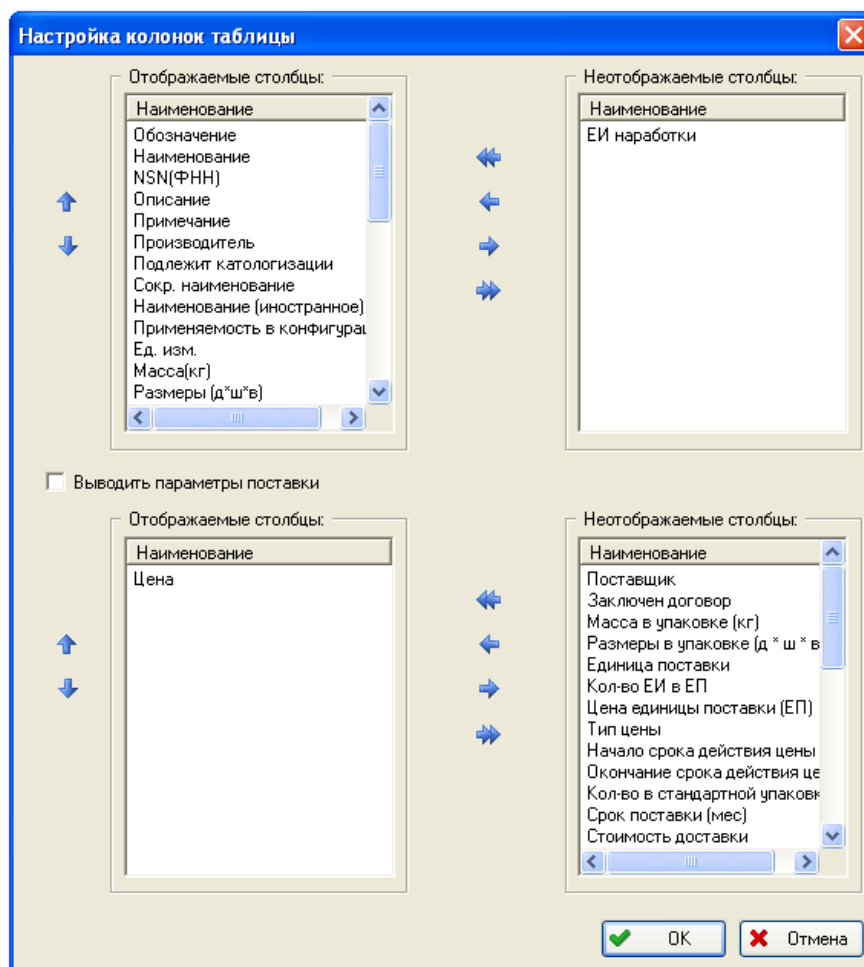 Настройка колонок таблицы
Отображаемые столбцы:
Наименование
Обозначение
Наименование
NSN(ФНН)
Описание
Примечание
Производитель
Подлежит катологизации
Сокр. наименование
Наименование (иностранное)
Применяемость в конфигурац
Ед. изм.
Масса(кг)
Размеры (д*ш*в)
Неотображаемые столбцы:
Наименование
ЕИ наработки
Выводить параметры поставки
Отображаемые столбцы:
Наименование
Цена
Неотображаемые столбцы:
Наименование
Поставщик
Заключен договор
Масса в упаковке (кг)
Размеры в упаковке (д * ш * в
Единица поставки
Кол-во ЕИ в ЕП
Цена единицы поставки (ЕП)
Тип цены
Начало срока действия цены
Окончание срока действия це
Кол-во в стандартной упаковк
Срок поставки (мес)
Стоимость доставки
OK
Отмена